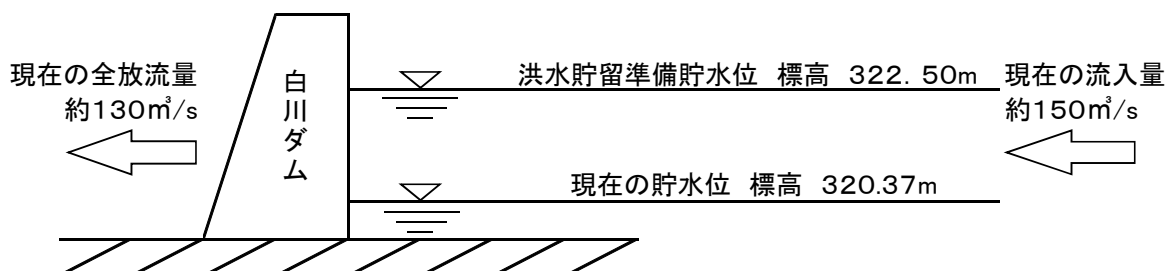 現在の全放流量
約130㎥/s
白川ダム
洪水貯留準備貯水位 標高 322．50m
現在の流入量
約150㎥/s
現在の貯水位 標高 320.37m